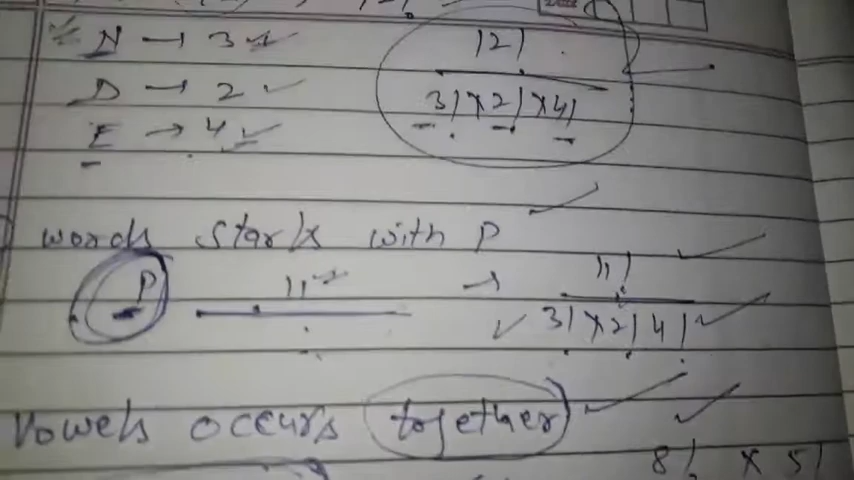 N → 3 12!
D → 2 3! × 2! × 4!
E → 4
words starts with P
P 11 → 11!
3! × 2! 4!
Vowels occurs together
8! × 5!